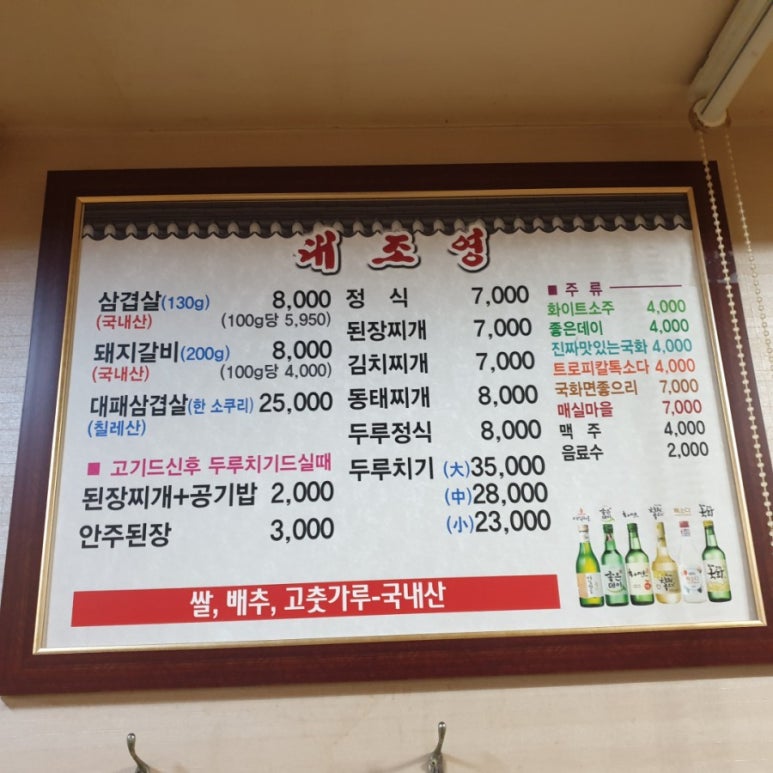 대조영
삼겹살(130g) 8,000
(국내산) (100g당 5,950)
돼지갈비(200g) 8,000
(국내산) (100g당 4,000)
대패삼겹살(한 소쿠리) 25,000
(칠레산)
■ 고기드신후 두루치기드실때
된장찌개+공기밥 2,000
안주된장 3,000
정 식 7,000
된장찌개 7,000
김치찌개 7,000
동태찌개 8,000
두루정식 8,000
두루치기 (大)35,000
(中)28,000
(小)23,000
■ 주 류
화이트소주 4,000
좋은데이 4,000
진짜맛있는국화 4,000
트로피칼톡소다 4,000
국화면좋으리 7,000
매실마을 7,000
맥 주 4,000
음료수 2,000
쌀, 배추, 고춧가루-국내산